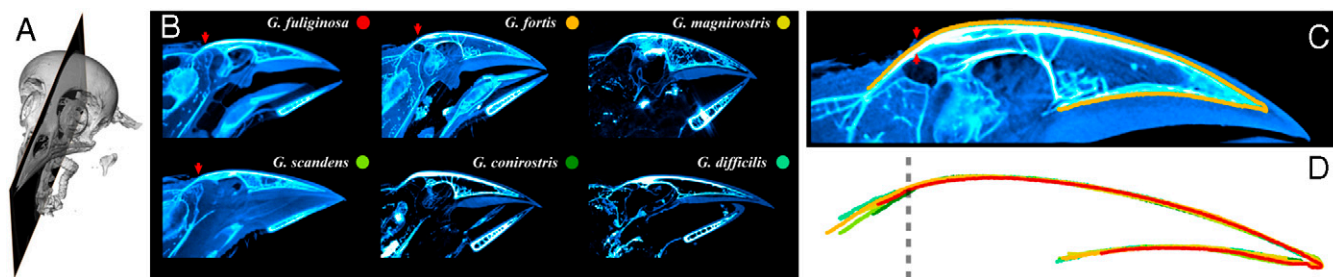 A
B
G. fuliginosa
G. fortis
G. magnirostris
G. scandens
G. conirostris
G. difficilis
C
D